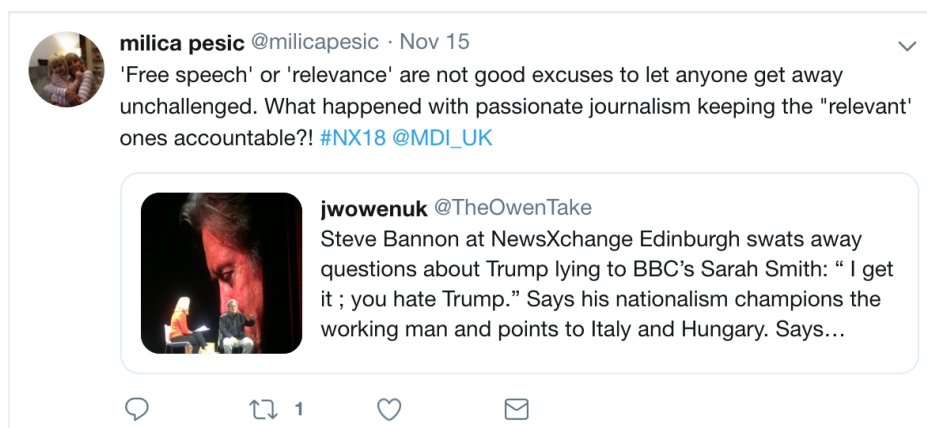 milica pesic @milicapesic · Nov 15
'Free speech' or 'relevance' are not good excuses to let anyone get away
unchallenged. What happened with passionate journalism keeping the "relevant'
ones accountable?! #NX18 @MDI_UK
jwowenuk @TheOwenTake
Steve Bannon at NewsXchange Edinburgh swats away
questions about Trump lying to BBC’s Sarah Smith: “ I get
it ; you hate Trump.” Says his nationalism champions the
working man and points to Italy and Hungary. Says...
1